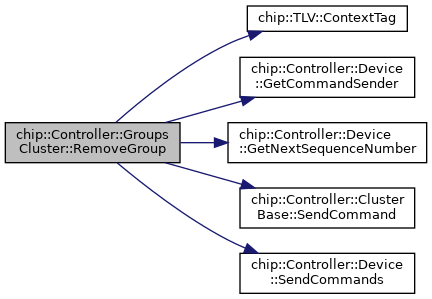 chip::TLV::ContextTag
chip::Controller::Device
::GetCommandSender
chip::Controller::Groups
Cluster::RemoveGroup
chip::Controller::Device
::GetNextSequenceNumber
chip::Controller::Cluster
Base::SendCommand
chip::Controller::Device
::SendCommands